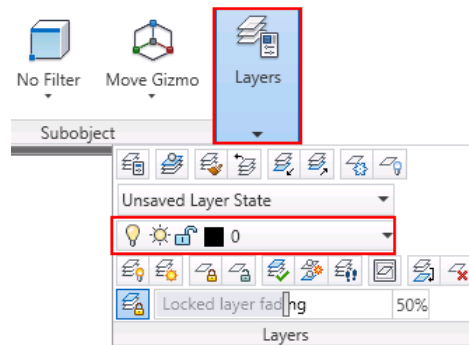 No Filter
Move Gizmo
Layers
Subobject
Unsaved Layer State
0
Locked layer fading
50%
Layers